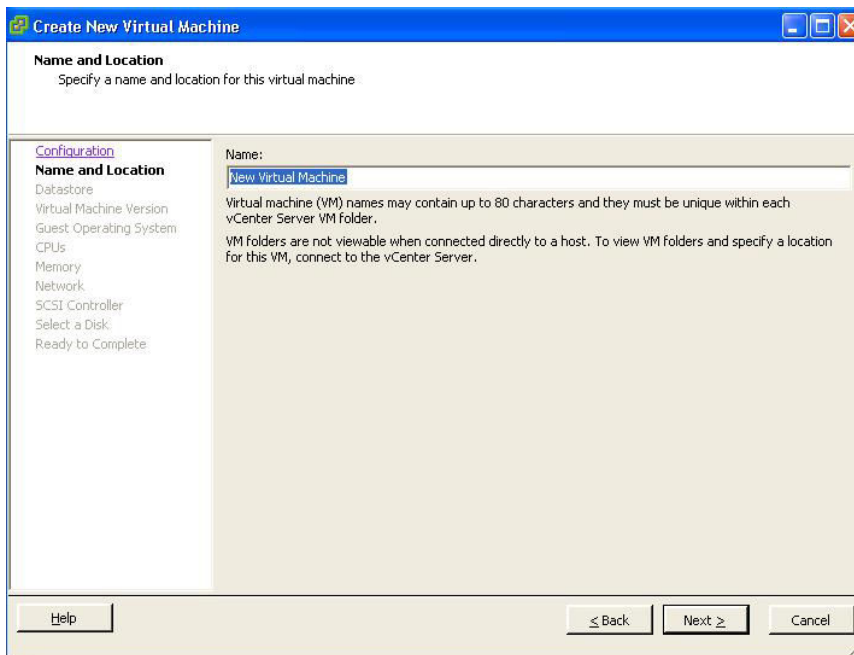 Create New Virtual Machine
Name and Location
Specify a name and location for this virtual machine
Configuration
Name and Location
Datastore
Virtual Machine Version
Guest Operating System
CPUs
Memory
Network
SCSI Controller
Select a Disk
Ready to Complete
Name:
New Virtual Machine
Virtual machine (VM) names may contain up to 80 characters and they must be unique within each
vCenter Server VM folder.
VM folders are not viewable when connected directly to a host. To view VM folders and specify a location
for this VM, connect to the vCenter Server.
Help
< Back
Next >
Cancel